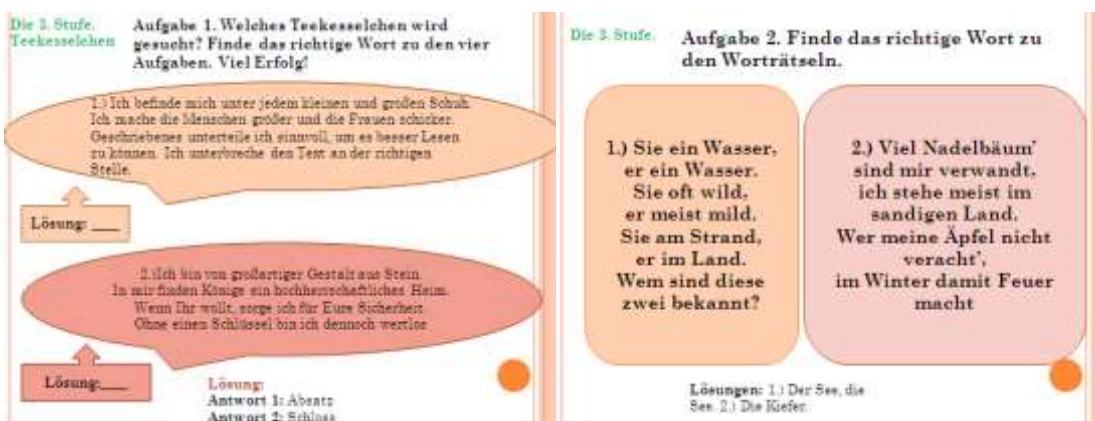 Die 3. Stufe.
Teekesselchen
Aufgabe 1. Welches Teekesselchen wird
gesucht? Finde das richtige Wort zu den vier
Aufgaben. Viel Erfolg!
1.) Ich befinde mich unter jedem kleinen und großen Schuh.
Ich mache die Menschen größer und die Frauen schicker.
Geschriebenes unterteile ich sinnvoll, um es besser Lesen
zu können. Ich unterbreche den Text an der richtigen
Stelle.
Lösung: ___
2.)Ich bin von großartiger Gestalt aus Stein.
In mir finden Könige ein hochherrschaftliches Heim.
Wenn Ihr wollt, sorge ich für Eure Sicherheit.
Ohne einen Schlüssel bin ich dennoch wertlos
Lösung:___
Lösung:
Antwort 1: Absatz
Antwort 2: Schloss
Die 3. Stufe.
Aufgabe 2. Finde das richtige Wort zu
den Worträtseln.
1.) Sie ein Wasser,
er ein Wasser.
Sie oft wild,
er meist mild.
Sie am Strand,
er im Land.
Wem sind diese
zwei bekannt?
2.) Viel Nadelbäum'
sind mir verwandt,
ich stehe meist im
sandigen Land.
Wer meine Äpfel nicht
veracht',
im Winter damit Feuer
macht
Lösungen: 1.) Der See, die
See. 2.) Die Kiefer.